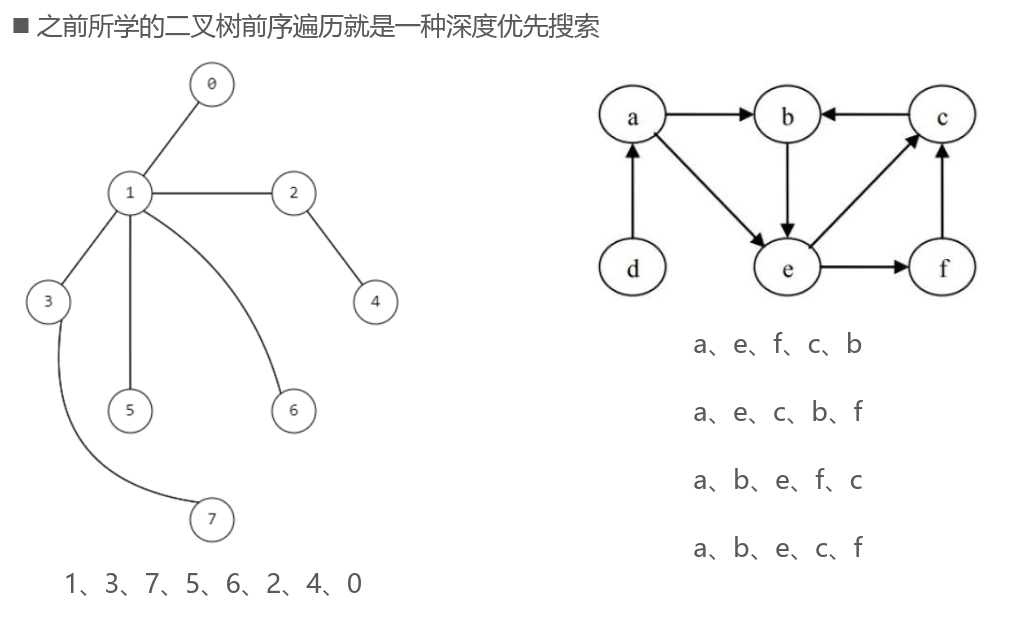 ■ 之前所学的二叉树前序遍历就是一种深度优先搜索
0
1
2
3
4
5
6
7
1、3、7、5、6、2、4、0
a
b
c
d
e
f
a、e、f、c、b
a、e、c、b、f
a、b、e、f、c
a、b、e、c、f